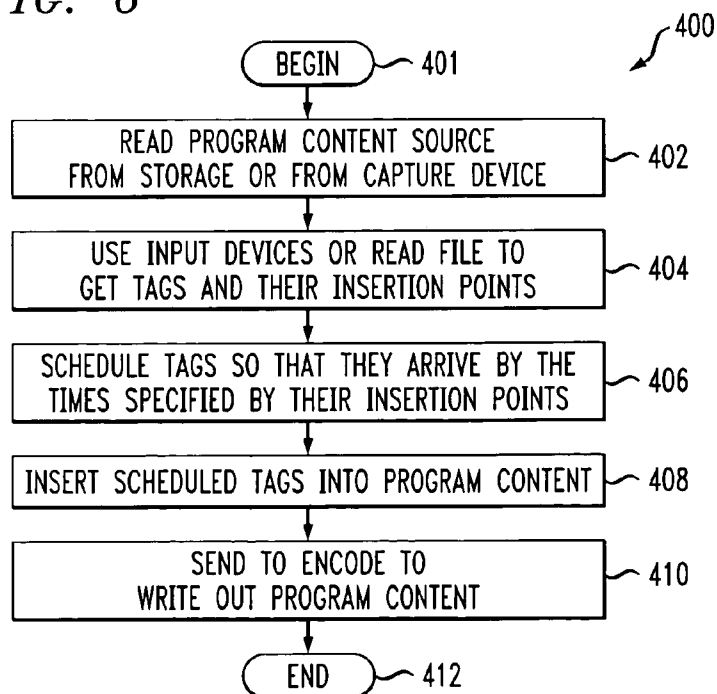 400
BEGIN 401
READ PROGRAM CONTENT SOURCE
FROM STORAGE OR FROM CAPTURE DEVICE 402
USE INPUT DEVICES OR READ FILE TO
GET TAGS AND THEIR INSERTION POINTS 404
SCHEDULE TAGS SO THAT THEY ARRIVE BY THE
TIMES SPECIFIED BY THEIR INSERTION POINTS 406
INSERT SCHEDULED TAGS INTO PROGRAM CONTENT 408
SEND TO ENCODE TO
WRITE OUT PROGRAM CONTENT 410
END 412